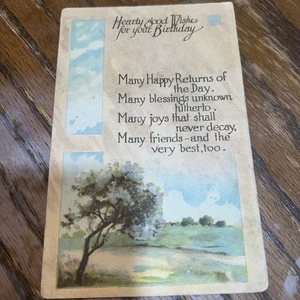 Hearty good Wishes
for your Birthday
Many Happy Returns of
the Day.
Many blessings unknown
hitherto.
Many joys that shall
never decay,
Many friends—and the
very best, too.